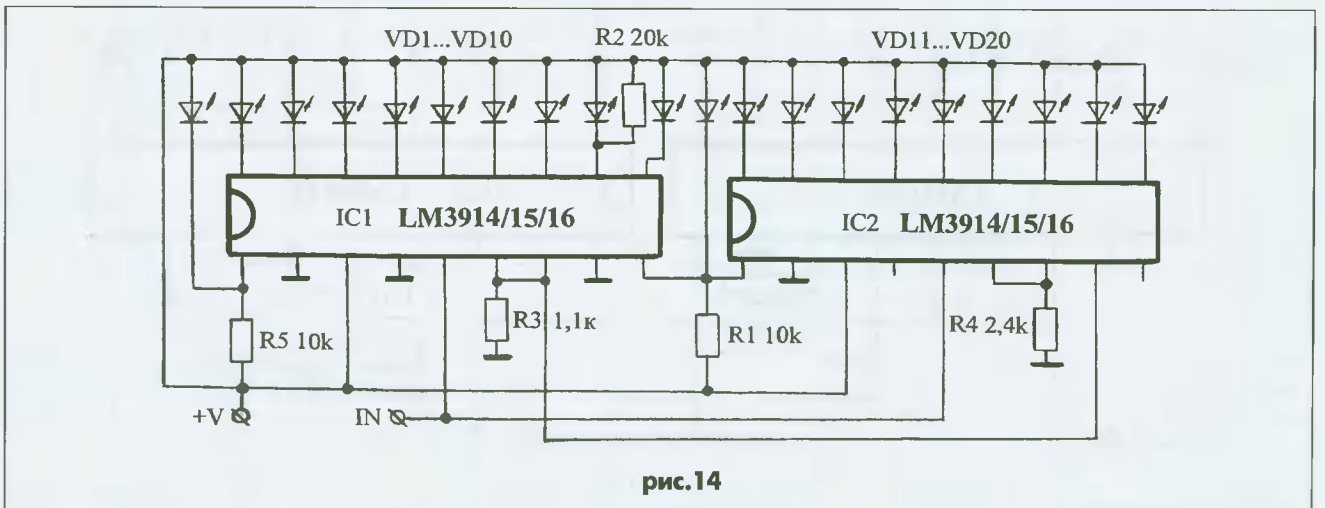 VD1...VD10
R2 20k
VD11...VD20
IC1 LM3914/15/16
IC2 LM3914/15/16
R5 10k
R3 1,1к
R1 10k
R4 2,4k
+V
IN
рис.14